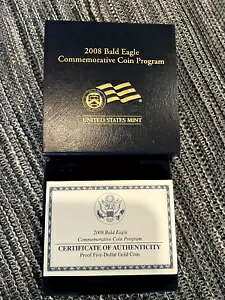 2008 Bald Eagle
Commemorative Coin Program
UNITED STATES MINT
2008 Bald Eagle
Commemorative Coin Program
CERTIFICATE OF AUTHENTICITY
Proof Five-Dollar Gold Coin